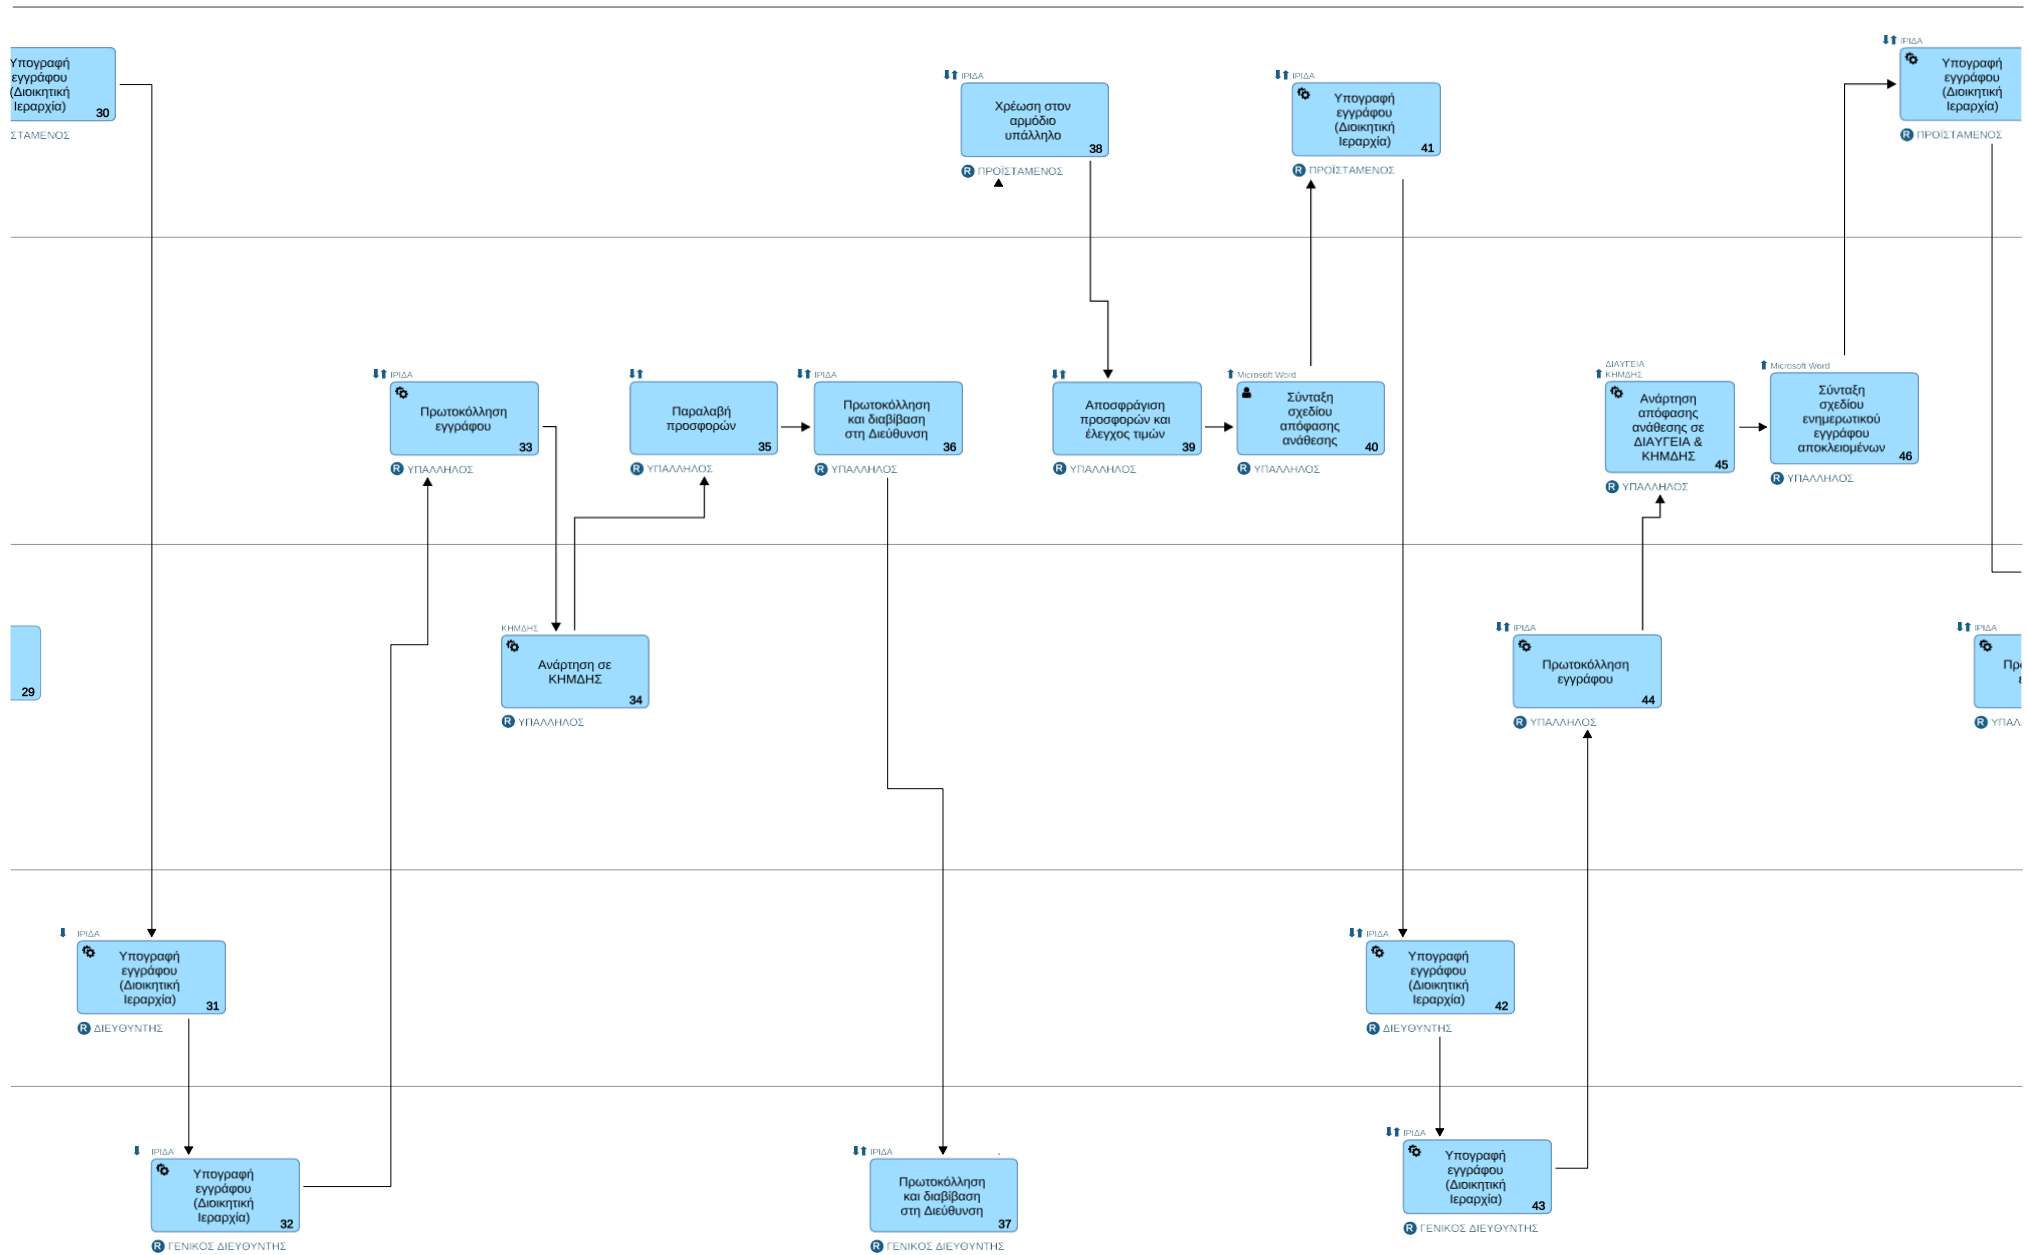 Υπογραφή
εγγράφου
(Διοικητική
Ιεραρχία)
30
ΣΤΑΜΕΝΟΣ
ΙΡΙΔΑ
Χρέωση στον
αρμόδιο
υπάλληλο
38
R ΠΡΟΪΣΤΑΜΕΝΟΣ
ΙΡΙΔΑ
Υπογραφή
εγγράφου
(Διοικητική
Ιεραρχία)
41
R ΠΡΟΪΣΤΑΜΕΝΟΣ
ΙΡΙΔΑ
Υπογραφή
εγγράφου
(Διοικητική
Ιεραρχία)
R ΠΡΟΪΣΤΑΜΕΝΟΣ
ΙΡΙΔΑ
Πρωτοκόλληση
εγγράφου
33
R ΥΠΑΛΛΗΛΟΣ
Παραλαβή
προσφορών
35
R ΥΠΑΛΛΗΛΟΣ
ΙΡΙΔΑ
Πρωτοκόλληση
και διαβίβαση
στη Διεύθυνση
36
R ΥΠΑΛΛΗΛΟΣ
Αποσφράγιση
προσφορών και
έλεγχος τιμών
39
R ΥΠΑΛΛΗΛΟΣ
Microsoft Word
Σύνταξη
σχεδίου
απόφασης
ανάθεσης
40
R ΥΠΑΛΛΗΛΟΣ
ΔΙΑΥΓΕΙΑ
ΚΗΜΔΗΣ
Ανάρτηση
απόφασης
ανάθεσης σε
ΔΙΑΥΓΕΙΑ &
ΚΗΜΔΗΣ
45
R ΥΠΑΛΛΗΛΟΣ
Microsoft Word
Σύνταξη
σχεδίου
ενημερωτικού
εγγράφου
αποκλειομένων
46
R ΥΠΑΛΛΗΛΟΣ
29
ΚΗΜΔΗΣ
Ανάρτηση σε
ΚΗΜΔΗΣ
34
R ΥΠΑΛΛΗΛΟΣ
ΙΡΙΔΑ
Πρωτοκόλληση
εγγράφου
44
R ΥΠΑΛΛΗΛΟΣ
ΙΡΙΔΑ
R ΥΠΑΛ
ΙΡΙΔΑ
Υπογραφή
εγγράφου
(Διοικητική
Ιεραρχία)
31
R ΔΙΕΥΘΥΝΤΗΣ
ΙΡΙΔΑ
Υπογραφή
εγγράφου
(Διοικητική
Ιεραρχία)
42
R ΔΙΕΥΘΥΝΤΗΣ
ΙΡΙΔΑ
Υπογραφή
εγγράφου
(Διοικητική
Ιεραρχία)
32
R ΓΕΝΙΚΟΣ ΔΙΕΥΘΥΝΤΗΣ
ΙΡΙΔΑ
Πρωτοκόλληση
και διαβίβαση
στη Διεύθυνση
37
R ΓΕΝΙΚΟΣ ΔΙΕΥΘΥΝΤΗΣ
ΙΡΙΔΑ
Υπογραφή
εγγράφου
(Διοικητική
Ιεραρχία)
43
R ΓΕΝΙΚΟΣ ΔΙΕΥΘΥΝΤΗΣ